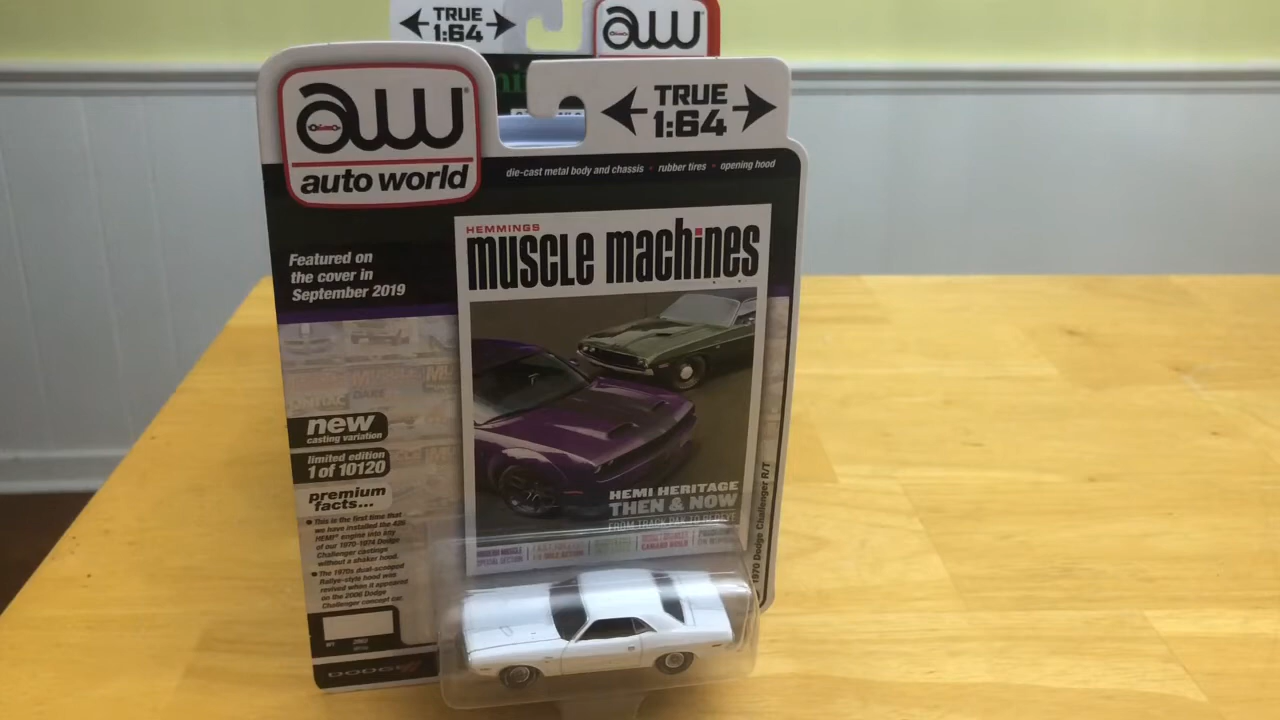 TRUE
1:64
aw
aw
auto world
TRUE
1:64
die-cast metal body and chassis • rubber tires • opening hood
Featured on
the cover in
September 2019
HEMMINGS
muscle machines
HEMI HERITAGE
THEN & NOW
new
casting variation
limited edition
1 of 10120
premium
facts...
• This is the first time that
we have installed the 426
HEMI® engine into any
of our 1970-1974 Dodge
Challenger castings
without a shaker hood.
• The 1970s dual-scooped
Rallye-style hood was
revived when it appeared
on the 2006 Dodge
Challenger concept car.
DODGE
1970 Dodge Challenger R/T